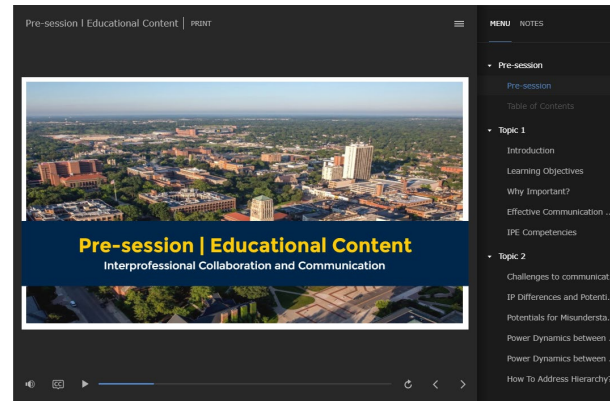 Pre-session I Educational Content | PRINT
Pre-session | Educational Content
Interprofessional Collaboration and Communication
CC
MENU NOTES
Pre-session
Pre-session
Table of Contents
Topic 1
Introduction
Learning Objectives
Why Important?
Effective Communication ..
IPE Competencies
Topic 2
Challenges to communicat
IP Differences and Potenti..
Potentials for Misundersta..
Power Dynamics between .
Power Dynamics between .
How To Address Hierarchy?